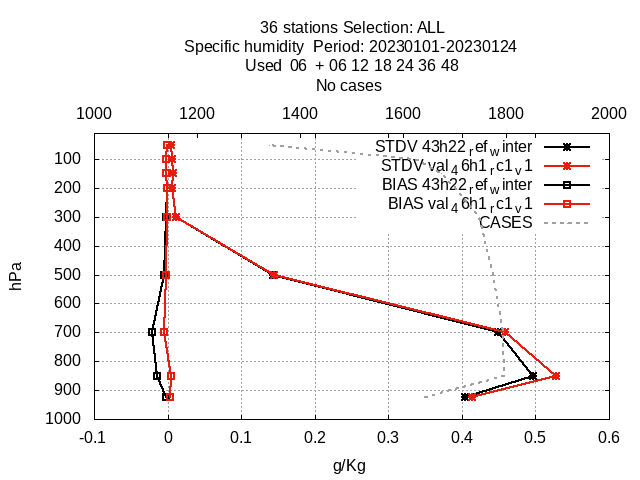 36 stations Selection: ALL
Specific humidity  Period: 20230101-20230124
Used  06  + 06 12 18 24 36 48
No cases
1000 1200 1400 1600 1800 2000
STDV 43h22_ref_winter
STDV val_46h1_rc1_v1
BIAS 43h22_ref_winter
BIAS val_46h1_rc1_v1
CASES
100
200
300
400
500
600
700
800
900
1000
hPa
-0.1 0 0.1 0.2 0.3 0.4 0.5 0.6
g/Kg